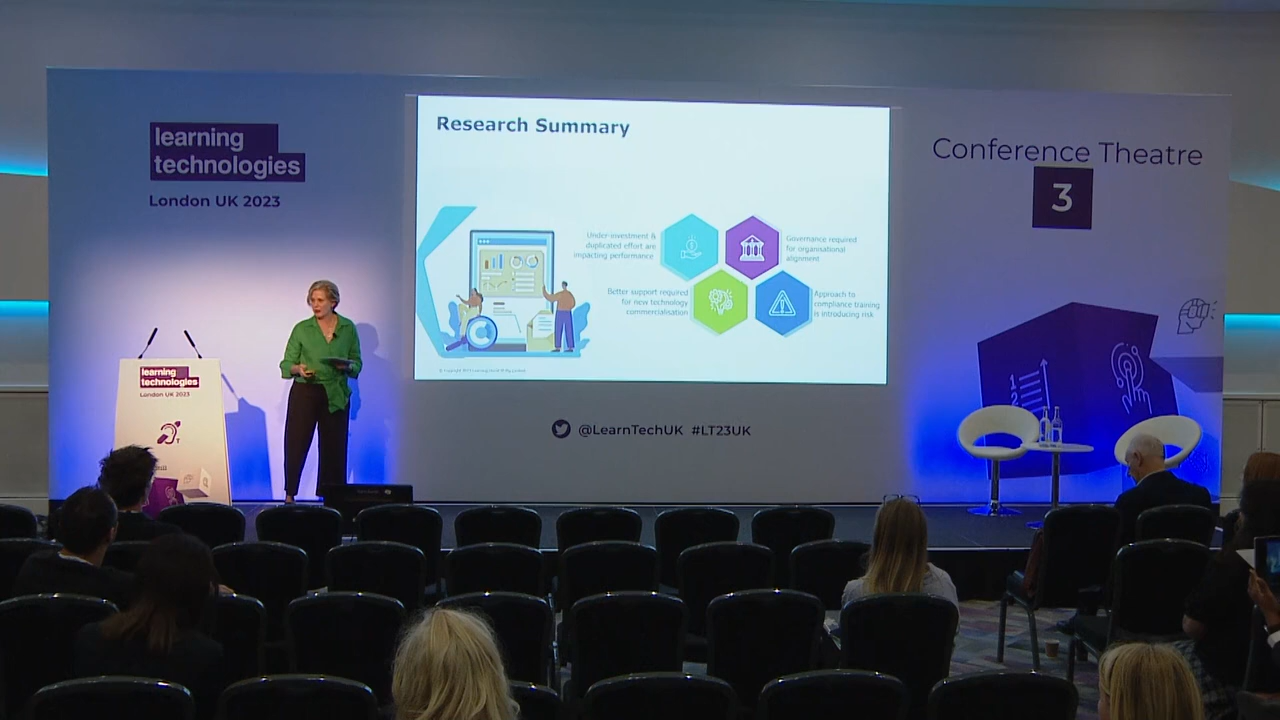 learning
technologies
London UK 2023
Research Summary
Under-investment &
duplicated effort are
impacting performance
Governance required
for organisational
alignment
Better support required
for new technology
commercialisation
Approach to
compliance training
is introducing risk
Conference Theatre
3
@LearnTechUK #LT23UK
learning
technologies
London UK 2023
T